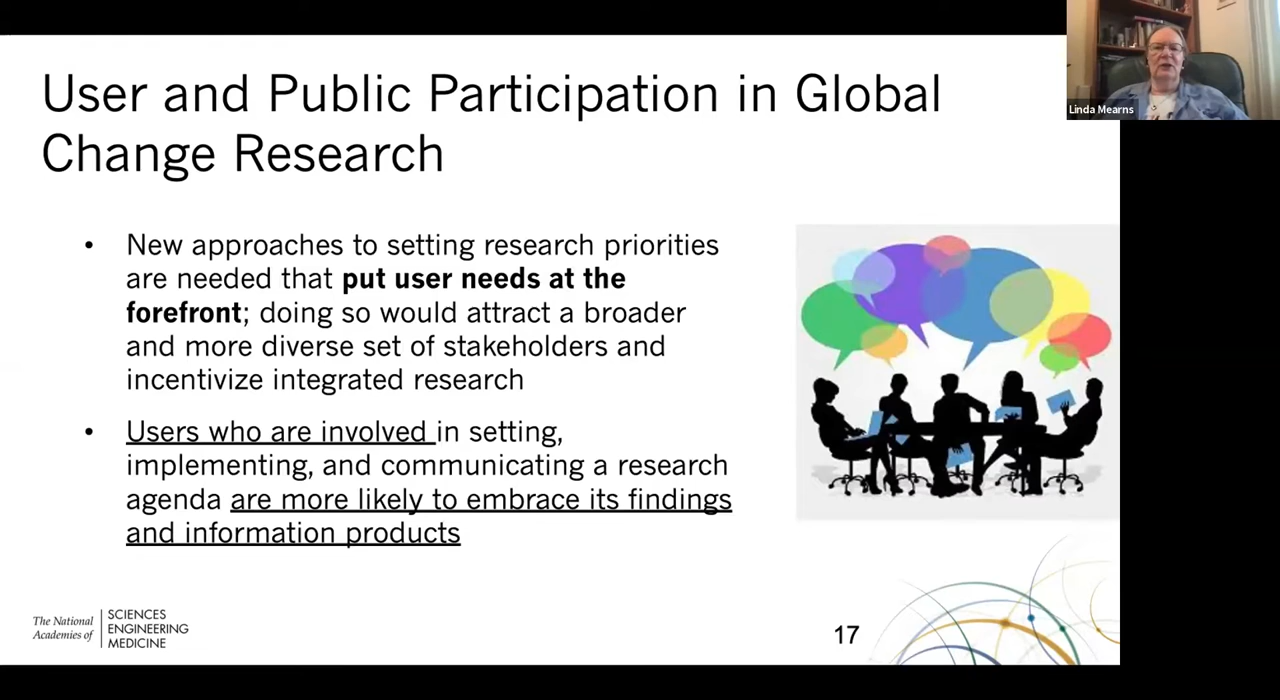 User and Public Participation in Global
Change Research
• New approaches to setting research priorities
are needed that put user needs at the
forefront; doing so would attract a broader
and more diverse set of stakeholders and
incentivize integrated research
• Users who are involved in setting,
implementing, and communicating a research
agenda are more likely to embrace its findings
and information products
The National
Academies of
SCIENCES
ENGINEERING
MEDICINE
17
Linda Mearns